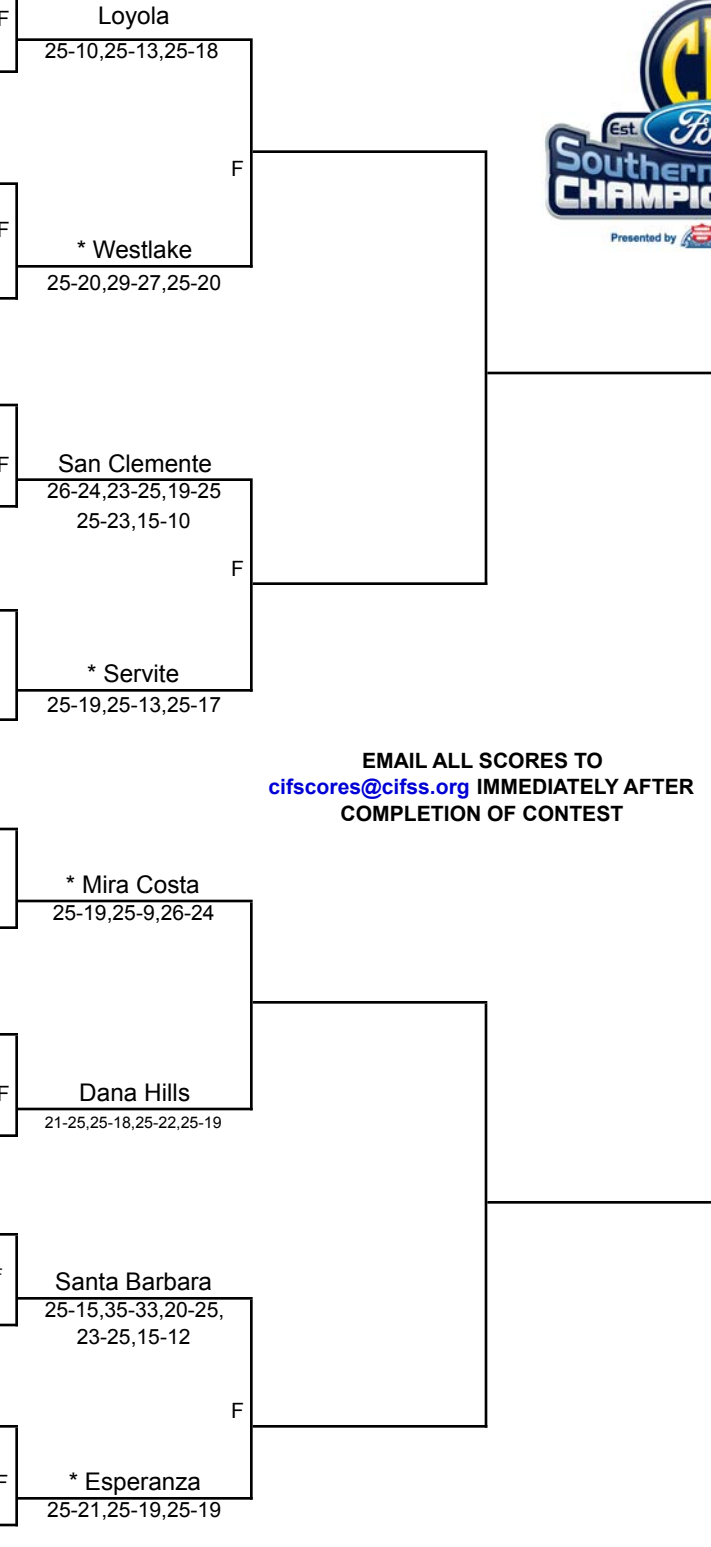 F
Loyola
25-10,25-13,25-18
Est.
Southern
F
F
* Westlake
25-20,29-27,25-20
Presented by
F
San Clemente
26-24,23-25,19-25
25-23,15-10
F
* Servite
25-19,25-13,25-17
EMAIL ALL SCORES TO
cifscores@cifss.org IMMEDIATELY AFTER
COMPLETION OF CONTEST
* Mira Costa
25-19,25-9,26-24
F
Dana Hills
21-25,25-18,25-22,25-19
Santa Barbara
25-15,35-33,20-25,
23-25,15-12
F
F
* Esperanza
25-21,25-19,25-19